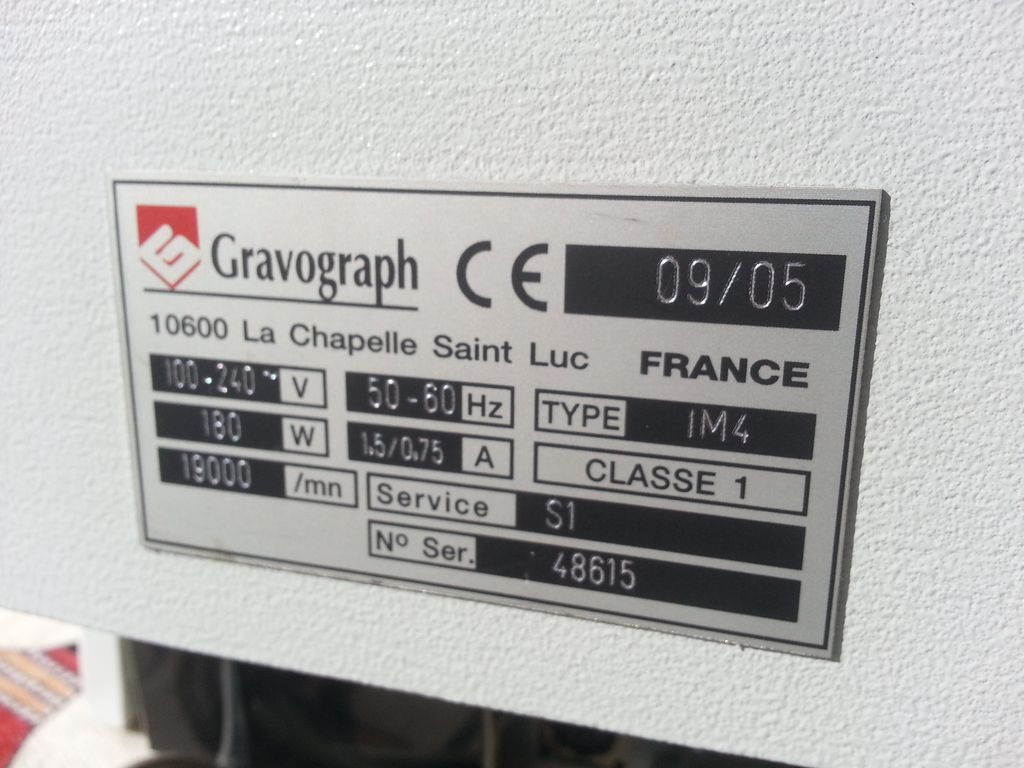 Gravograph CE 09/05
10600 La Chapelle Saint Luc FRANCE
100-240~ V 50-60 Hz TYPE IM4
180 W 1.5/0.75 A CLASSE 1
19000 /mn Service S1
Nº Ser. 48615